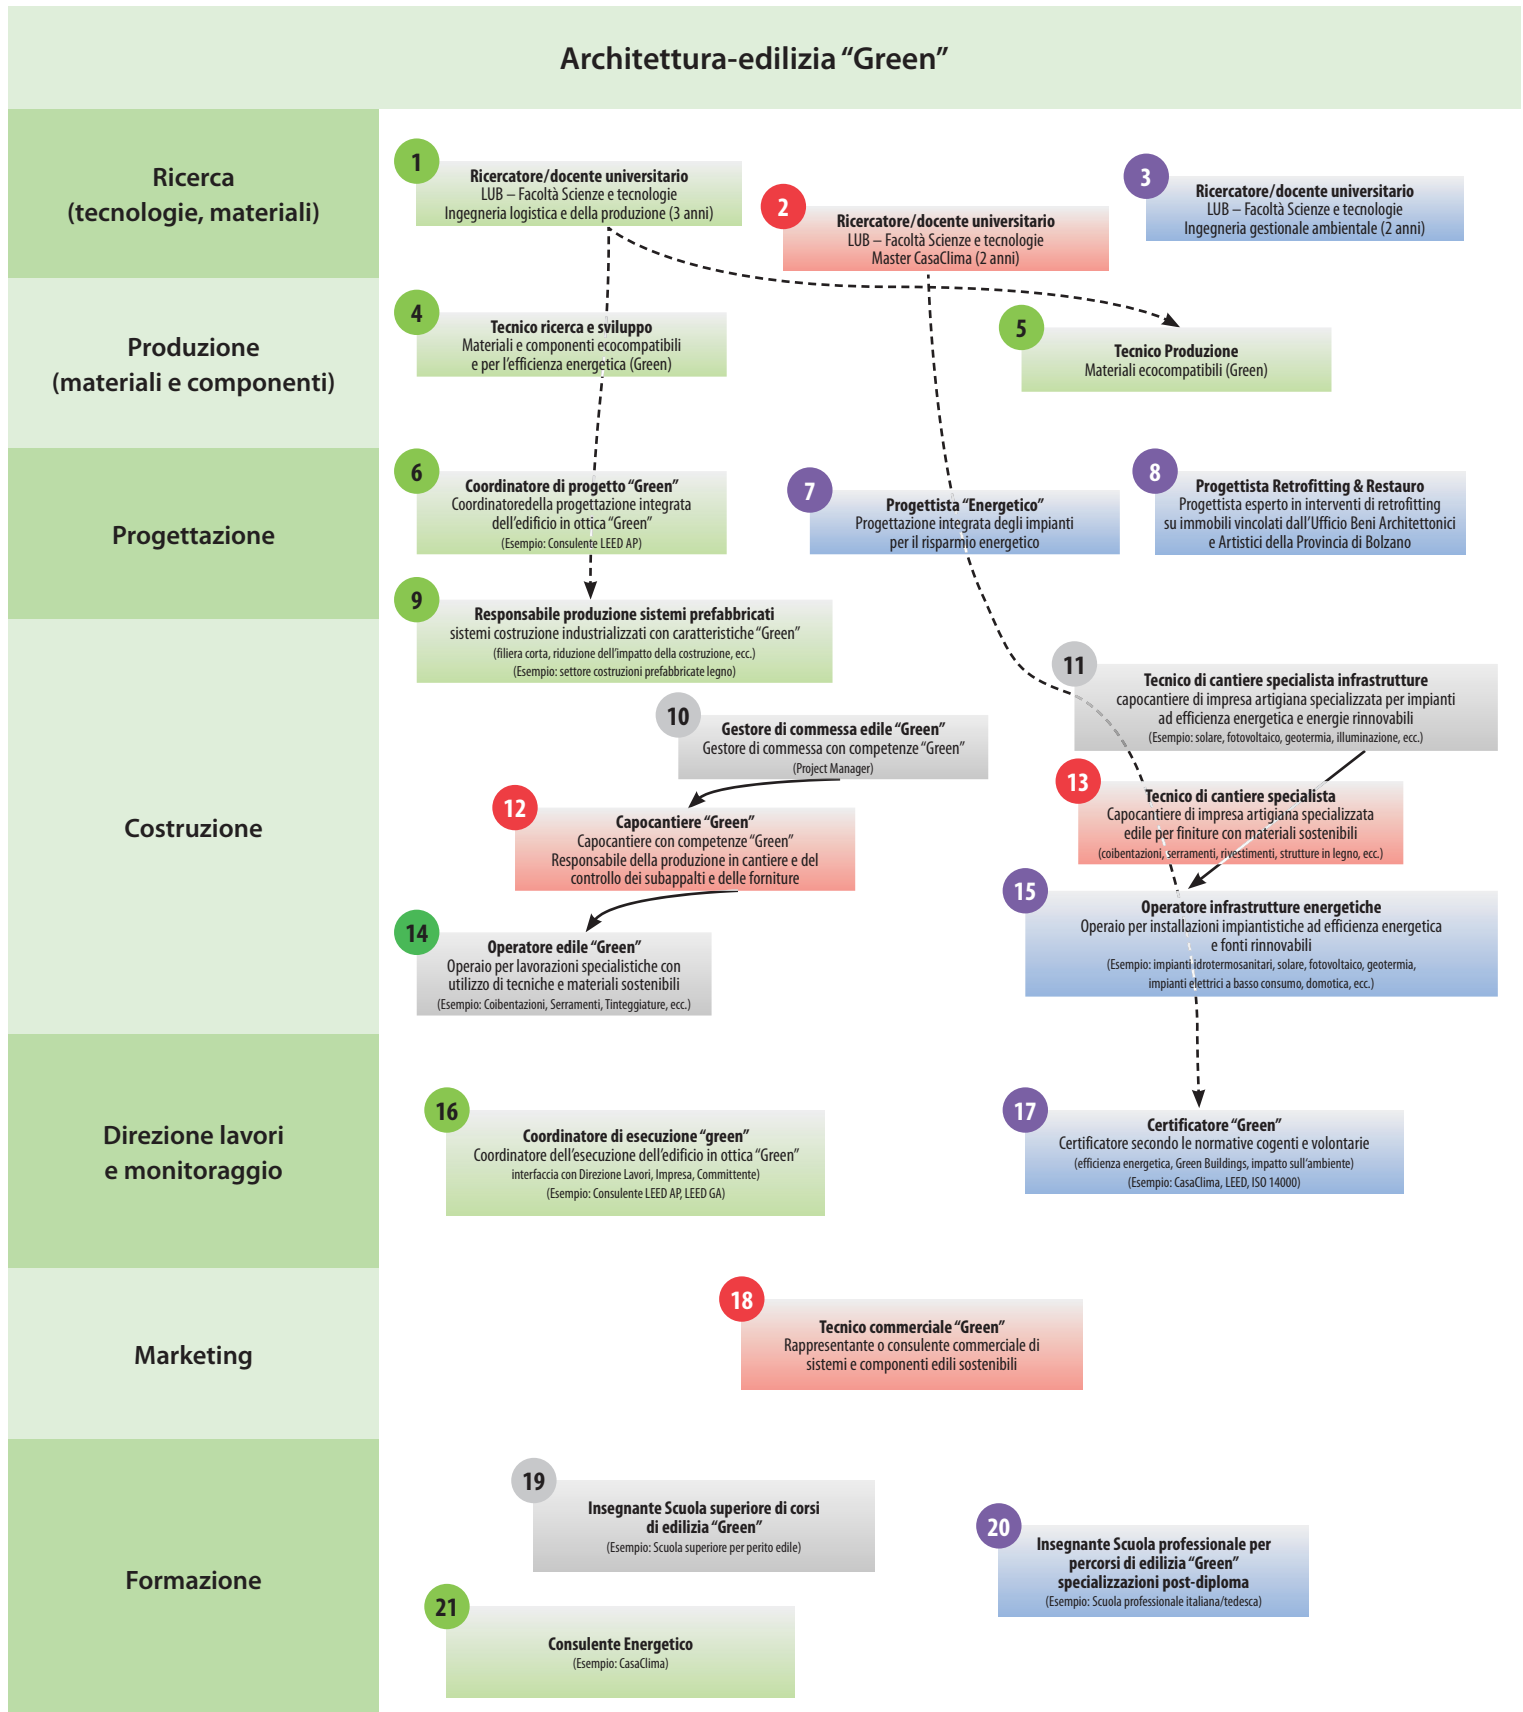 Architettura-edilizia “Green”
Ricerca
(tecnologie, materiali)
1
Ricercatore/docente universitario
LUB – Facoltà Scienze e tecnologie
Ingegneria logistica e della produzione (3 anni)
2
Ricercatore/docente universitario
LUB – Facoltà Scienze e tecnologie
Master CasaClima (2 anni)
3
Ricercatore/docente universitario
LUB – Facoltà Scienze e tecnologie
Ingegneria gestionale ambientale (2 anni)
Produzione
(materiali e componenti)
4
Tecnico ricerca e sviluppo
Materiali e componenti ecocompatibili
e per l’efficienza energetica (Green)
5
Tecnico Produzione
Materiali ecocompatibili (Green)
Progettazione
6
Coordinatore di progetto “Green”
Coordinatoredella progettazione integrata
dell’edificio in ottica “Green”
(Esempio: Consulente LEED AP)
7
Progettista “Energetico”
Progettazione integrata degli impianti
per il risparmio energetico
8
Progettista Retrofitting & Restauro
Progettista esperto in interventi di retrofitting
su immobili vincolati dall’Ufficio Beni Architettonici
e Artistici della Provincia di Bolzano
9
Responsabile produzione sistemi prefabbricati
sistemi costruzione industrializzati con caratteristiche “Green”
(filiera corta, riduzione dell’impatto della costruzione, ecc.)
(Esempio: settore costruzioni prefabbricate legno)
Costruzione
10
Gestore di commessa edile “Green”
Gestore di commessa con competenze “Green”
(Project Manager)
11
Tecnico di cantiere specialista infrastrutture
capocantiere di impresa artigiana specializzata per impianti
ad efficienza energetica e energie rinnovabili
(Esempio: solare, fotovoltaico, geotermia, illuminazione, ecc.)
12
Capocantiere “Green”
Capocantiere con competenze “Green”
Responsabile della produzione in cantiere e del
controllo dei subappalti e delle forniture
13
Tecnico di cantiere specialista
Capocantiere di impresa artigiana specializzata
edile per finiture con materiali sostenibili
(coibentazioni, serramenti, rivestimenti, strutture in legno, ecc.)
14
Operatore edile “Green”
Operaio per lavorazioni specialistiche con
utilizzo di tecniche e materiali sostenibili
(Esempio: Coibentazioni, Serramenti, Tinteggiature, ecc.)
15
Operatore infrastrutture energetiche
Operaio per installazioni impiantistiche ad efficienza energetica
e fonti rinnovabili
(Esempio: impianti idrotermosanitari, solare, fotovoltaico, geotermia,
impianti elettrici a basso consumo, domotica, ecc.)
Direzione lavori
e monitoraggio
16
Coordinatore di esecuzione “green”
Coordinatore dell’esecuzione dell’edificio in ottica “Green”
interfaccia con Direzione Lavori, Impresa, Committente)
(Esempio: Consulente LEED AP, LEED GA)
17
Certificatore “Green”
Certificatore secondo le normative cogenti e volontarie
(efficienza energetica, Green Buildings, impatto sull’ambiente)
(Esempio: CasaClima, LEED, ISO 14000)
Marketing
18
Tecnico commerciale “Green”
Rappresentante o consulente commerciale di
sistemi e componenti edili sostenibili
Formazione
19
Insegnante Scuola superiore di corsi
di edilizia “Green”
(Esempio: Scuola superiore per perito edile)
20
Insegnante Scuola professionale per
percorsi di edilizia “Green”
specializzazioni post-diploma
(Esempio: Scuola professionale italiana/tedesca)
21
Consulente Energetico
(Esempio: CasaClima)